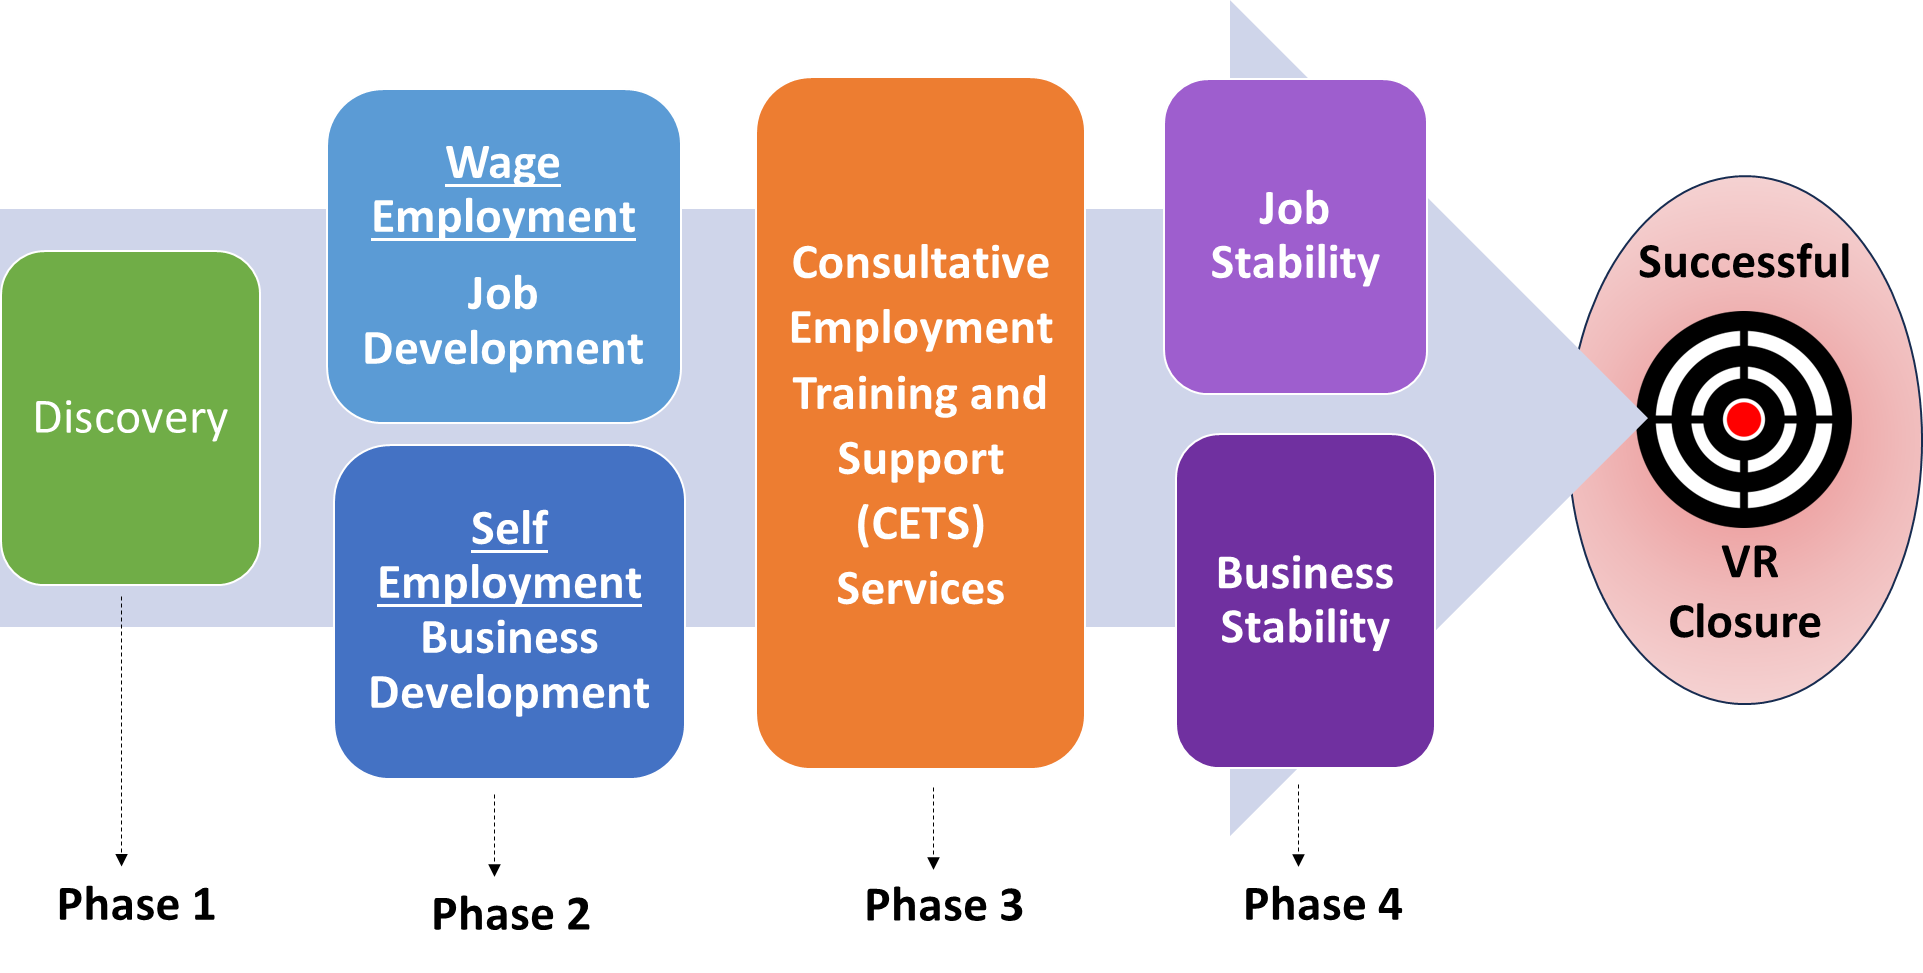 Discovery
Wage
Employment
Job
Development
Self
Employment
Business
Development
Consultative
Employment
Training and
Support
(CETS)
Services
Job
Stability
Business
Stability
Successful
VR
Closure
Phase 1
Phase 2
Phase 3
Phase 4